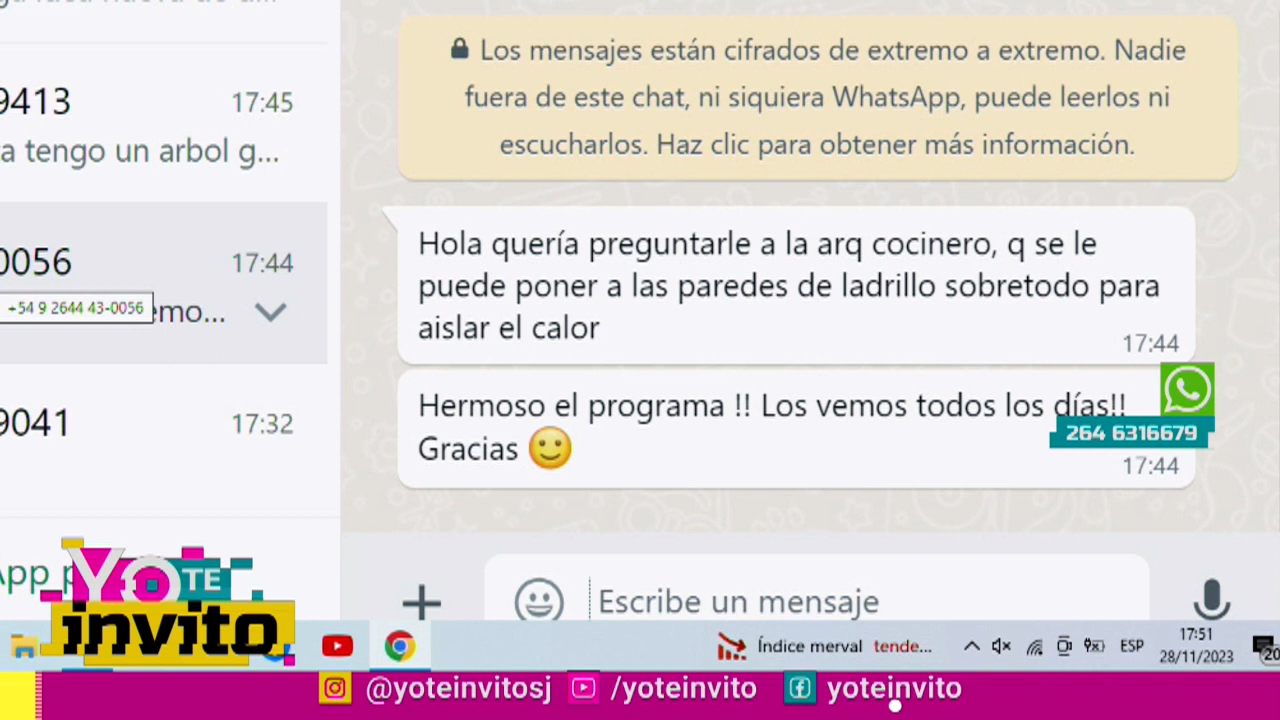 9413
17:45
a tengo un arbol g...
0056
17:44
+54 9 2644 43-0056
emo...
9041
17:32
App p
Los mensajes están cifrados de extremo a extremo. Nadie
fuera de este chat, ni siquiera WhatsApp, puede leerlos ni
escucharlos. Haz clic para obtener más información.
Hola quería preguntarle a la arq cocinero, q se le
puede poner a las paredes de ladrillo sobretodo para
aislar el calor
17:44
Hermoso el programa !! Los vemos todos los días!!
Gracias 🙂
17:44
264 6316679
Escribe un mensaje
YO TE
invito
Índice merval tende...
ESP
17:51
28/11/2023
20
@yoteinvitosj /yoteinvito yoteinvito